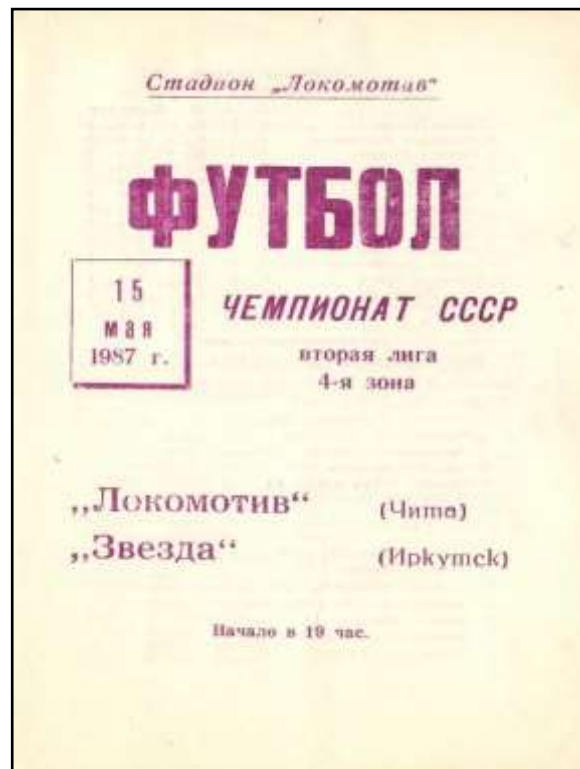 Стадион „Локомотив“
ФУТБОЛ
15
мая
1987 г.
ЧЕМПИОНАТ СССР
вторая лига
4-я зона
„Локомотив“ (Чита)
„Звезда“ (Иркутск)
Начало в 19 час.